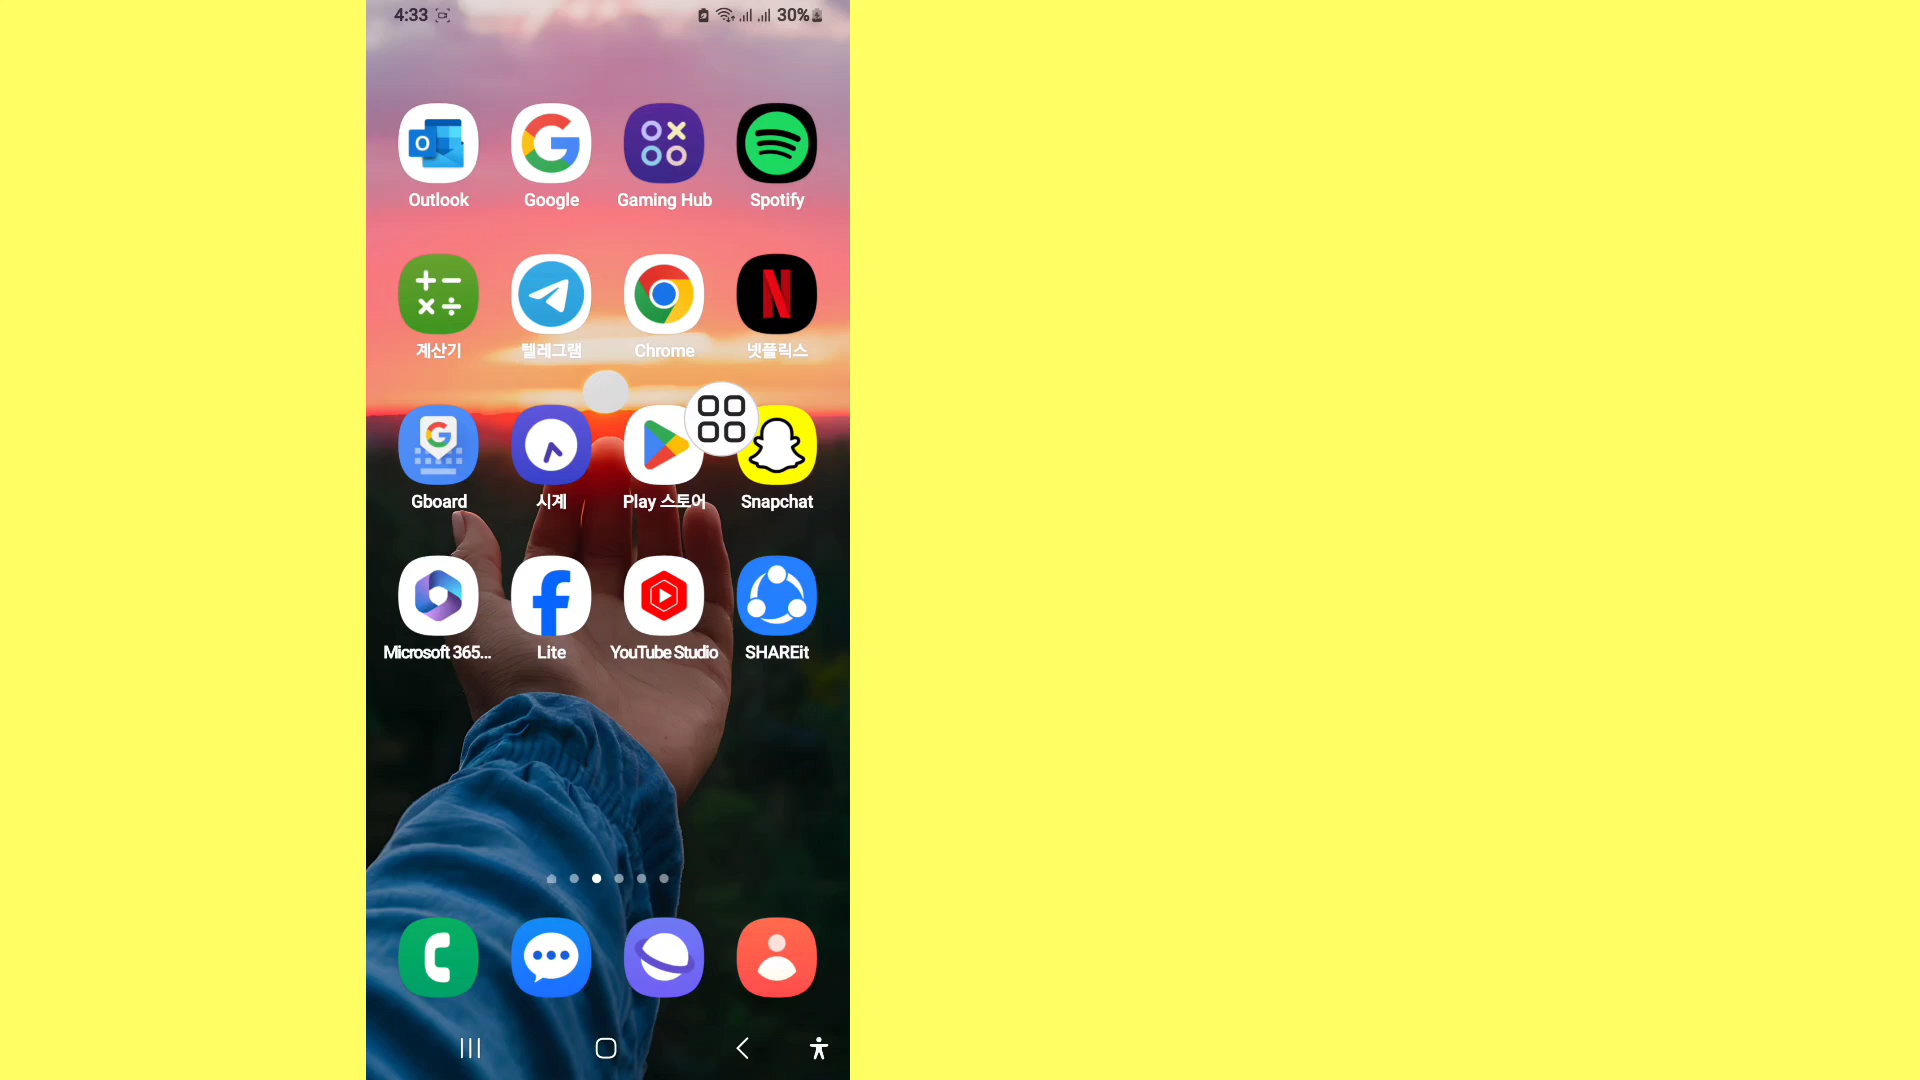 4:33 30%
Outlook Google Gaming Hub Spotify
계산기 텔레그램 Chrome 넷플릭스
Gboard 시계 Play 스토어 Snapchat
Microsoft 365... Lite YouTube Studio SHAREit